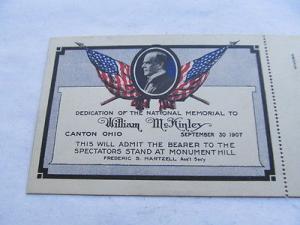 DEDICATION OF THE NATIONAL MEMORIAL TO
William McKinley
CANTON OHIO SEPTEMBER 30 1907
THIS WILL ADMIT THE BEARER TO THE
SPECTATORS STAND AT MONUMENT HILL
FREDERIC S. HARTZELL Ass't Sec'y